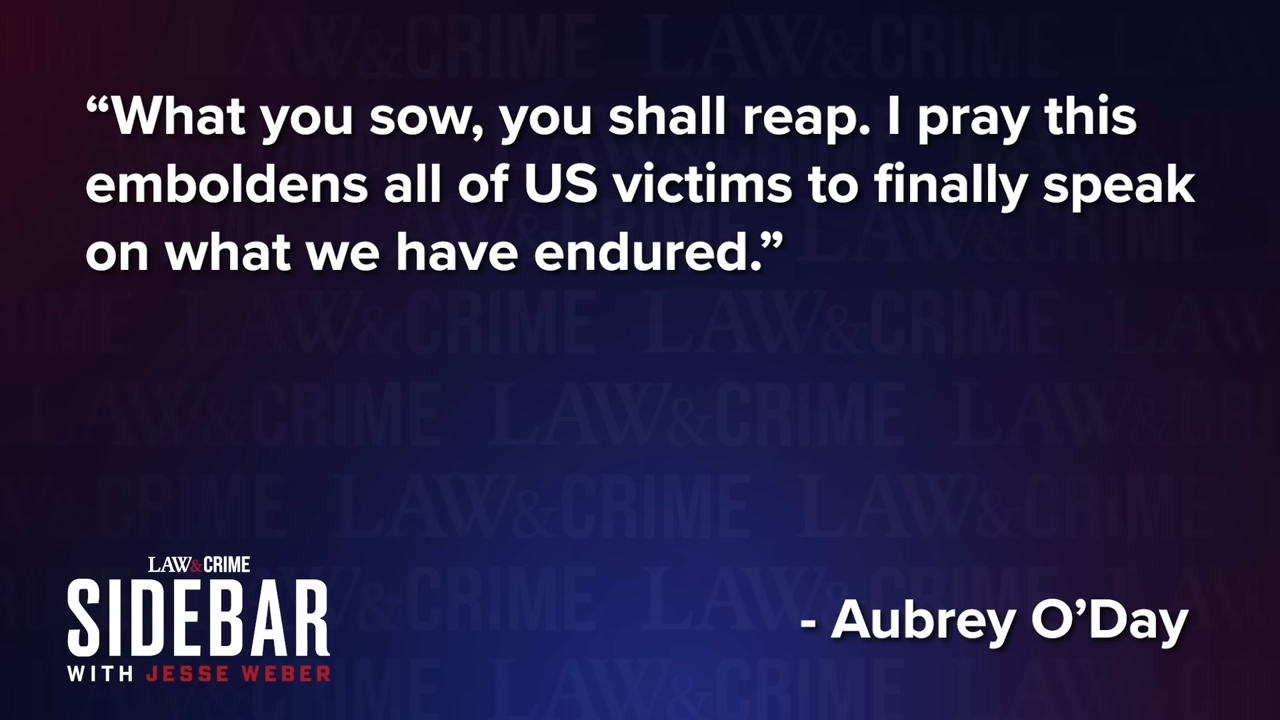 “What you sow, you shall reap. I pray this
emboldens all of US victims to finally speak
on what we have endured.”
LAW&CRIME
SIDEBAR
WITH JESSE WEBER
- Aubrey O’Day